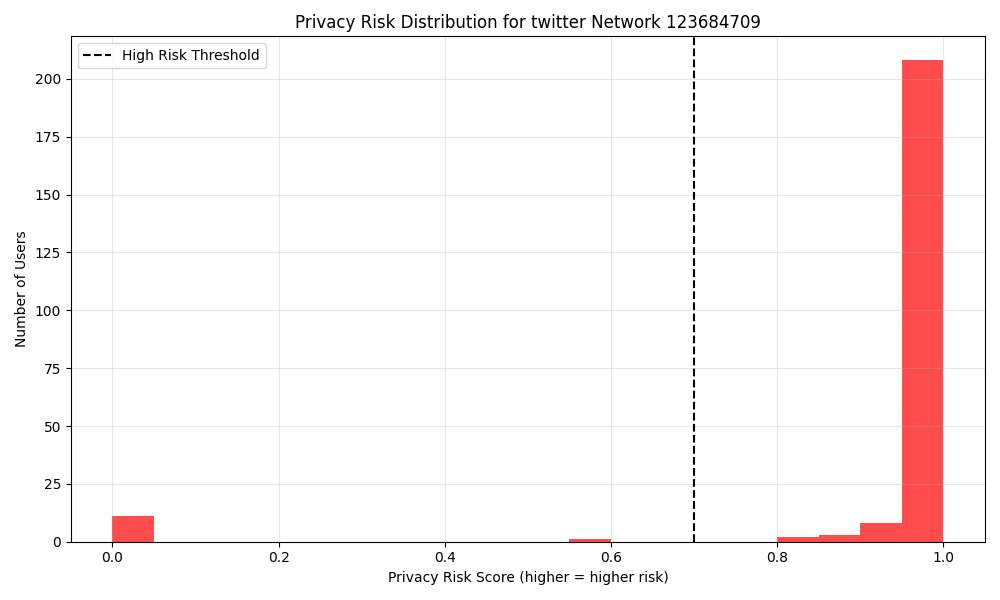 Privacy Risk Distribution for twitter Network 123684709
High Risk Threshold
Number of Users
200
175
150
125
100
75
50
25
0
0.0 0.2 0.4 0.6 0.8 1.0
Privacy Risk Score (higher = higher risk)